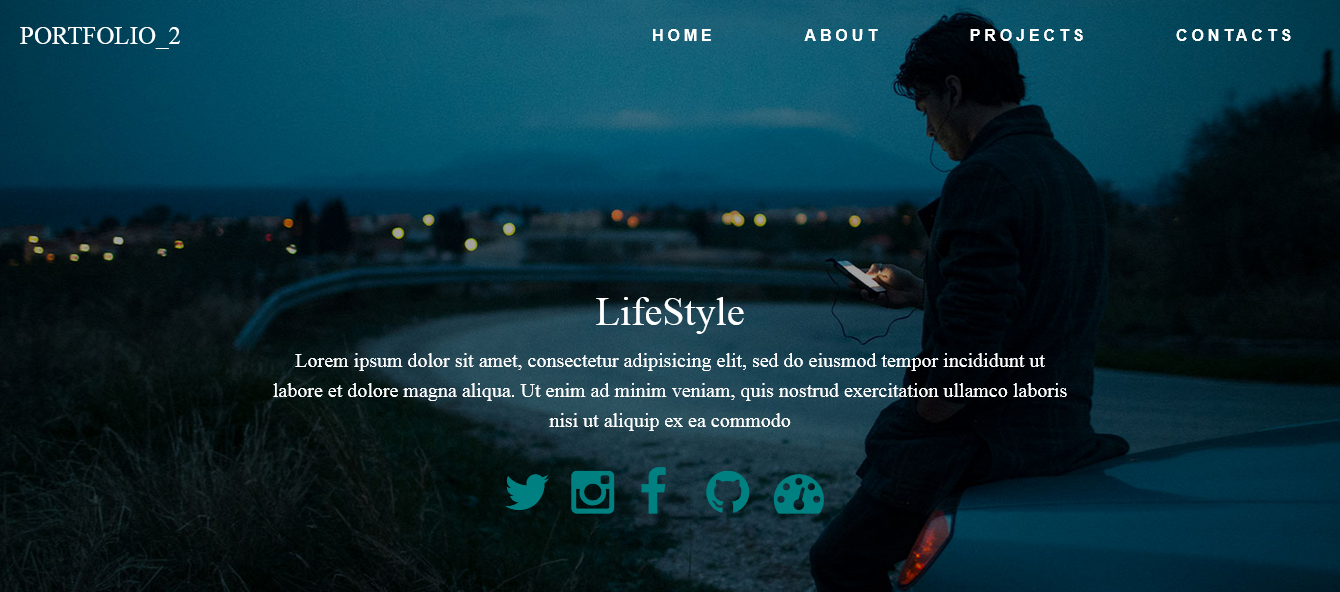 PORTFOLIO_2
HOME ABOUT PROJECTS CONTACTS
LifeStyle
Lorem ipsum dolor sit amet, consectetur adipisicing elit, sed do eiusmod tempor incididunt ut
labore et dolore magna aliqua. Ut enim ad minim veniam, quis nostrud exercitation ullamco laboris
nisi ut aliquip ex ea commodo